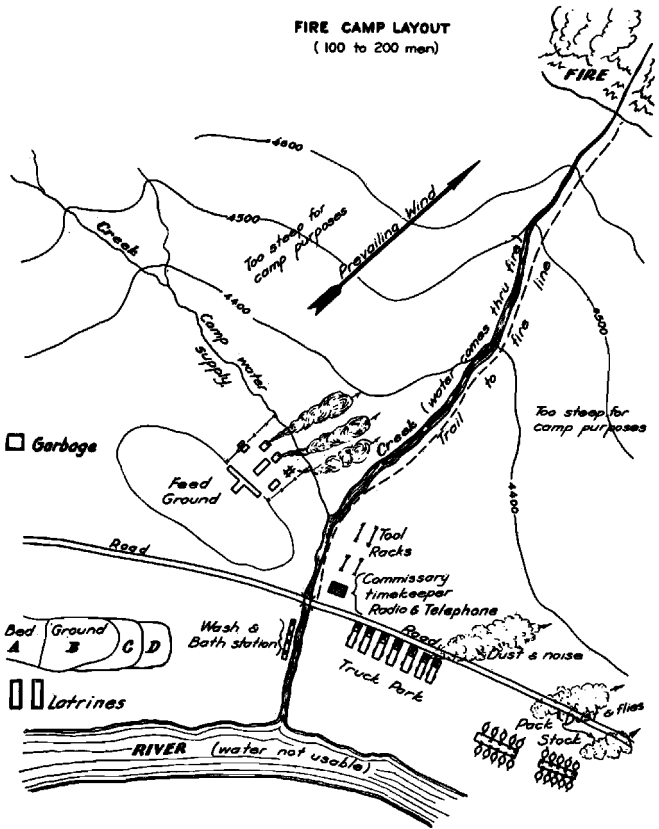 FIRE CAMP LAYOUT
(100 to 200 men)
FIRE
4600
4500
Too steep for
camp purposes
Prevailing Wind
Creek
4400
Camp water
supply
Creek (water comes thru fire)
Trail to fire line
4500
Too steep for
camp purposes
4400
Garbage
Feed
Ground
Road
Tool
Racks
Commissary
timekeeper
Radio & Telephone
Wash &
Bath station
Road
Dust & noise
Truck Park
Bed Ground
A B C D
Latrines
Dust & flies
Pack
Stock
RIVER (water not usable)